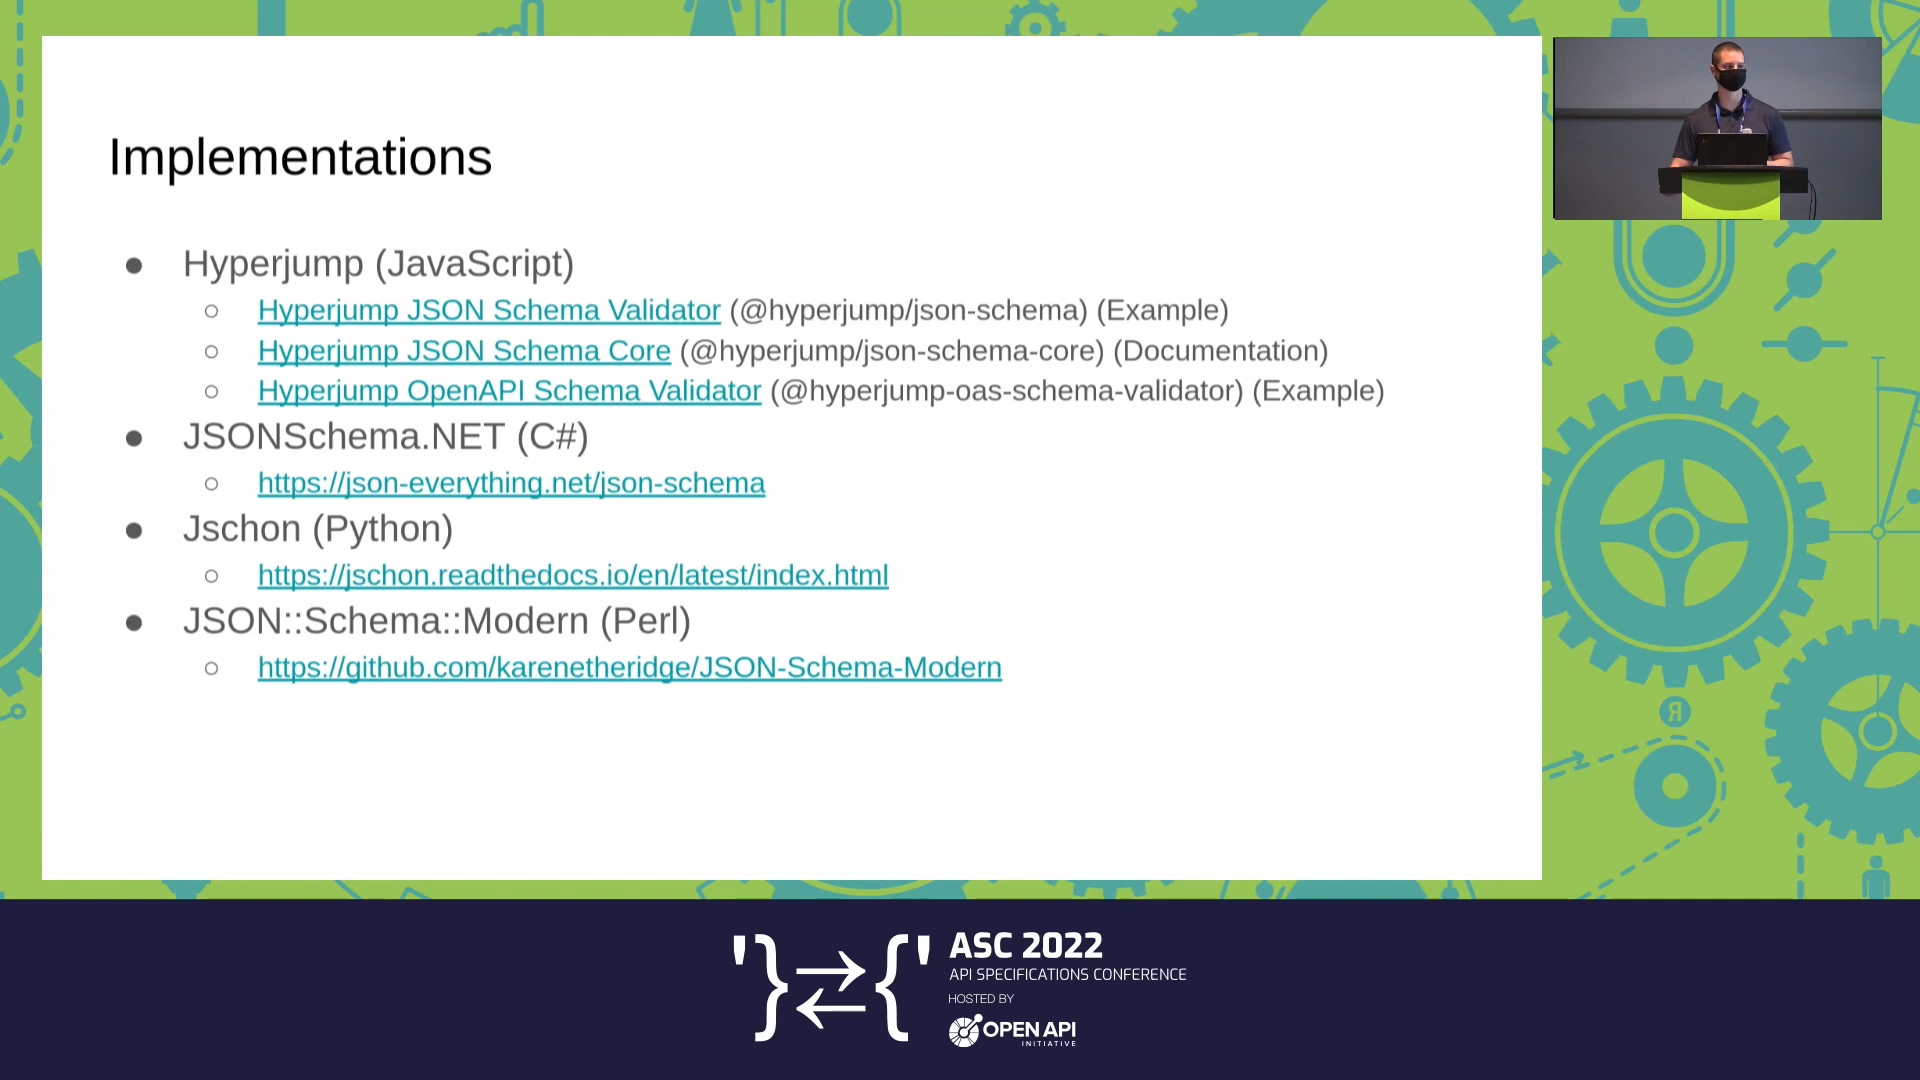 Implementations
● Hyperjump (JavaScript)
○ Hyperjump JSON Schema Validator (@hyperjump/json-schema) (Example)
○ Hyperjump JSON Schema Core (@hyperjump/json-schema-core) (Documentation)
○ Hyperjump OpenAPI Schema Validator (@hyperjump-oas-schema-validator) (Example)
● JSONSchema.NET (C#)
○ https://json-everything.net/json-schema
● Jschon (Python)
○ https://jschon.readthedocs.io/en/latest/index.html
● JSON::Schema::Modern (Perl)
○ https://github.com/karenetheridge/JSON-Schema-Modern
'}⇄{'
ASC 2022
API SPECIFICATIONS CONFERENCE
HOSTED BY
OPENAPI
INITIATIVE